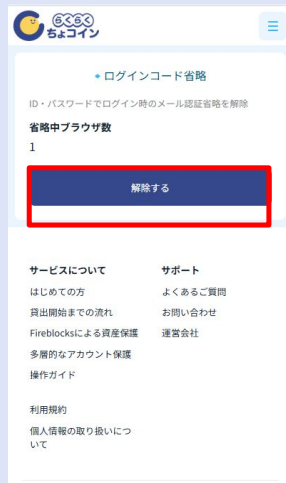 らくらく
ちょコイン
ログインコード省略
ID・パスワードでログイン時のメール認証省略を解除
省略中ブラウザ数
1
解除する
サービスについて
はじめての方
貸出開始までの流れ
Fireblocksによる資産保護
多層的なアカウント保護
操作ガイド
利用規約
個人情報の取り扱いにつ
いて
サポート
よくあるご質問
お問い合わせ
運営会社